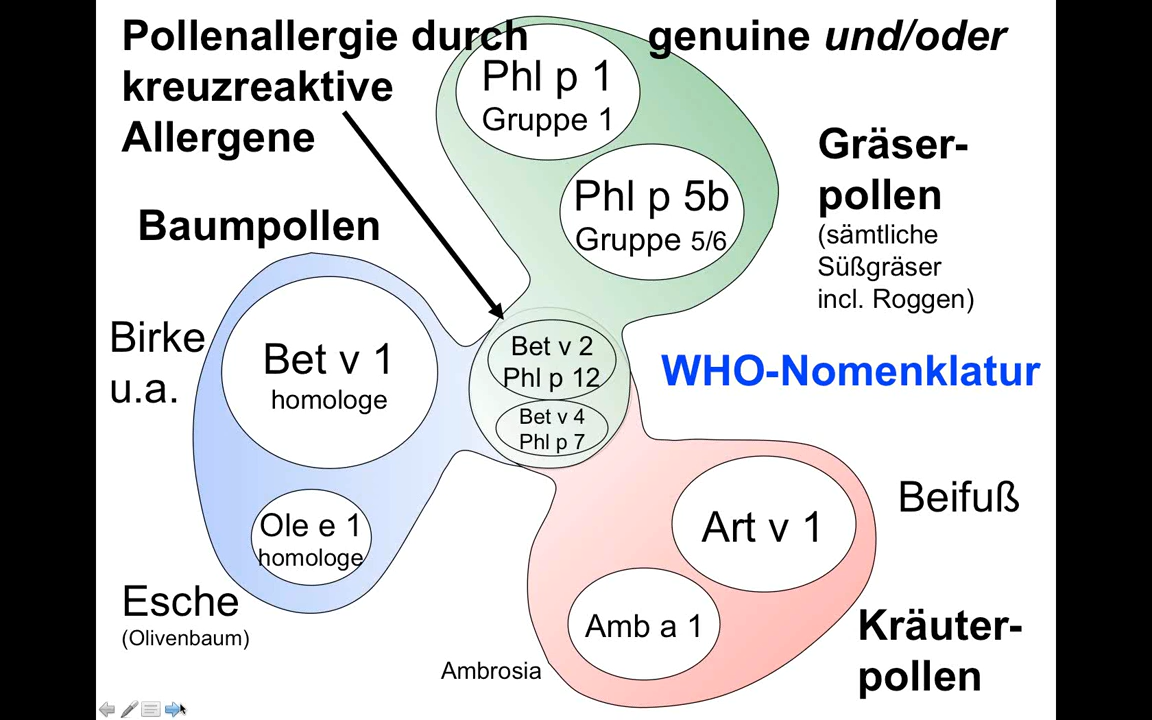 Pollenallergie durch genuine und/oder
kreuzreaktive
Allergene
Phl p 1
Gruppe 1
Phl p 5b
Gruppe 5/6
Gräser-
pollen
(sämtliche
Süßgräser
incl. Roggen)
Baumpollen
Birke
u.a.
Bet v 1
homologe
Bet v 2
Phl p 12
Bet v 4
Phl p 7
WHO-Nomenklatur
Ole e 1
homologe
Esche
(Olivenbaum)
Art v 1
Beifuß
Amb a 1
Ambrosia
Kräuter-
pollen